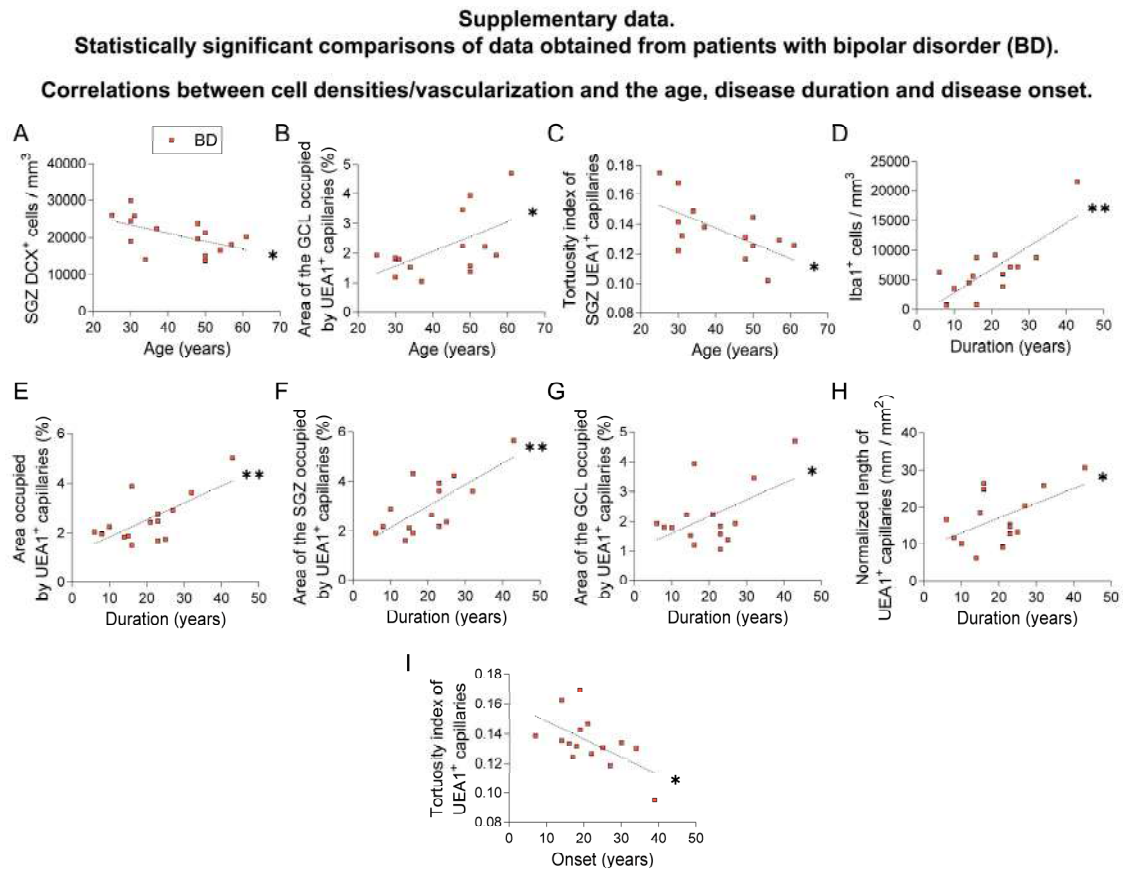 Supplementary data.
Statistically significant comparisons of data obtained from patients with bipolar disorder (BD).
Correlations between cell densities/vascularization and the age, disease duration and disease onset.
A
BD
SGZ DCX⁺ cells / mm³
40000
30000
20000
10000
0
20 30 40 50 60 70
Age (years)
*
B
Area of the GCL occupied
by UEA1⁺ capillaries (%)
5
4
3
2
1
0
20 30 40 50 60 70
Age (years)
*
C
Tortuosity index of
SGZ UEA1⁺ capillaries
0.18
0.16
0.14
0.12
0.10
0.08
20 30 40 50 60 70
Age (years)
*
D
Iba1⁺ cells / mm³
25000
20000
15000
10000
5000
0
0 10 20 30 40 50
Duration (years)
**
E
Area occupied
by UEA1⁺ capillaries (%)
6
4
2
0
0 10 20 30 40 50
Duration (years)
**
F
Area of the SGZ occupied
by UEA1⁺ capillaries (%)
6
4
2
0
0 10 20 30 40 50
Duration (years)
**
G
Area of the GCL occupied
by UEA1⁺ capillaries (%)
5
4
3
2
1
0
0 10 20 30 40 50
Duration (years)
*
H
Normalized length of
UEA1⁺ capillaries (mm / mm²)
40
30
20
10
0
0 10 20 30 40 50
Duration (years)
*
I
Tortuosity index of
UEA1⁺ capillaries
0.18
0.16
0.14
0.12
0.10
0.08
0 10 20 30 40 50
Onset (years)
*